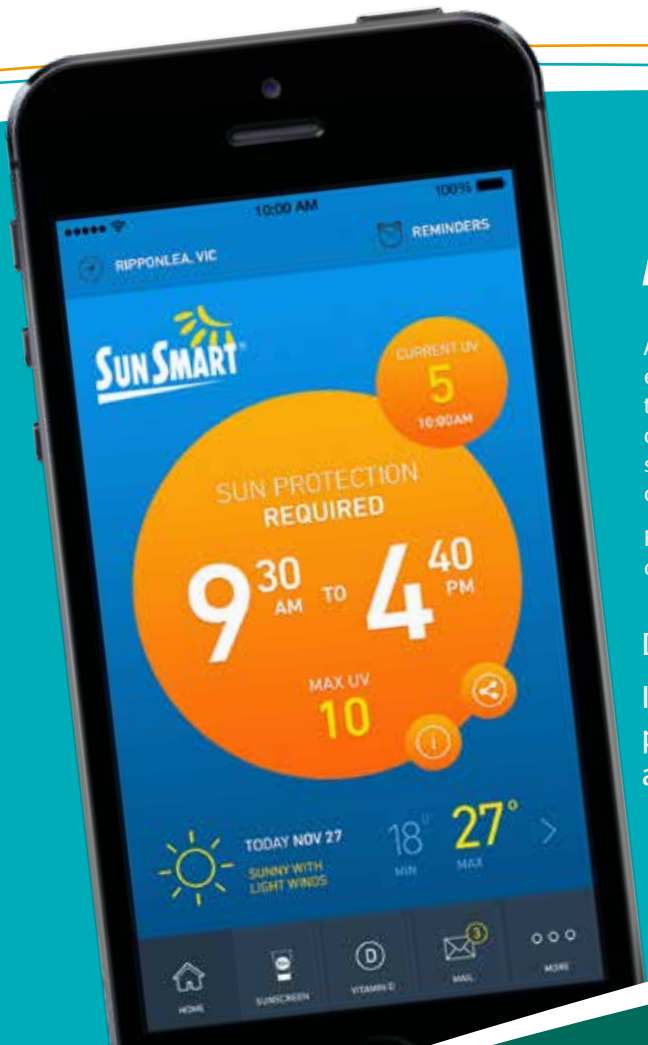 10:00 AM
100%
RIPPONLEA, VIC
REMINDERS
SUNSMART
CURRENT UV
5
10:00AM
SUN PROTECTION
REQUIRED
9 30 AM TO 4 40 PM
MAX UV
10
TODAY NOV 27
SUNNY WITH
LIGHT WINDS
18°
MIN
27°
MAX
HOME
SUNSCREEN
D
VITAMIN D
3
MAIL
MORE